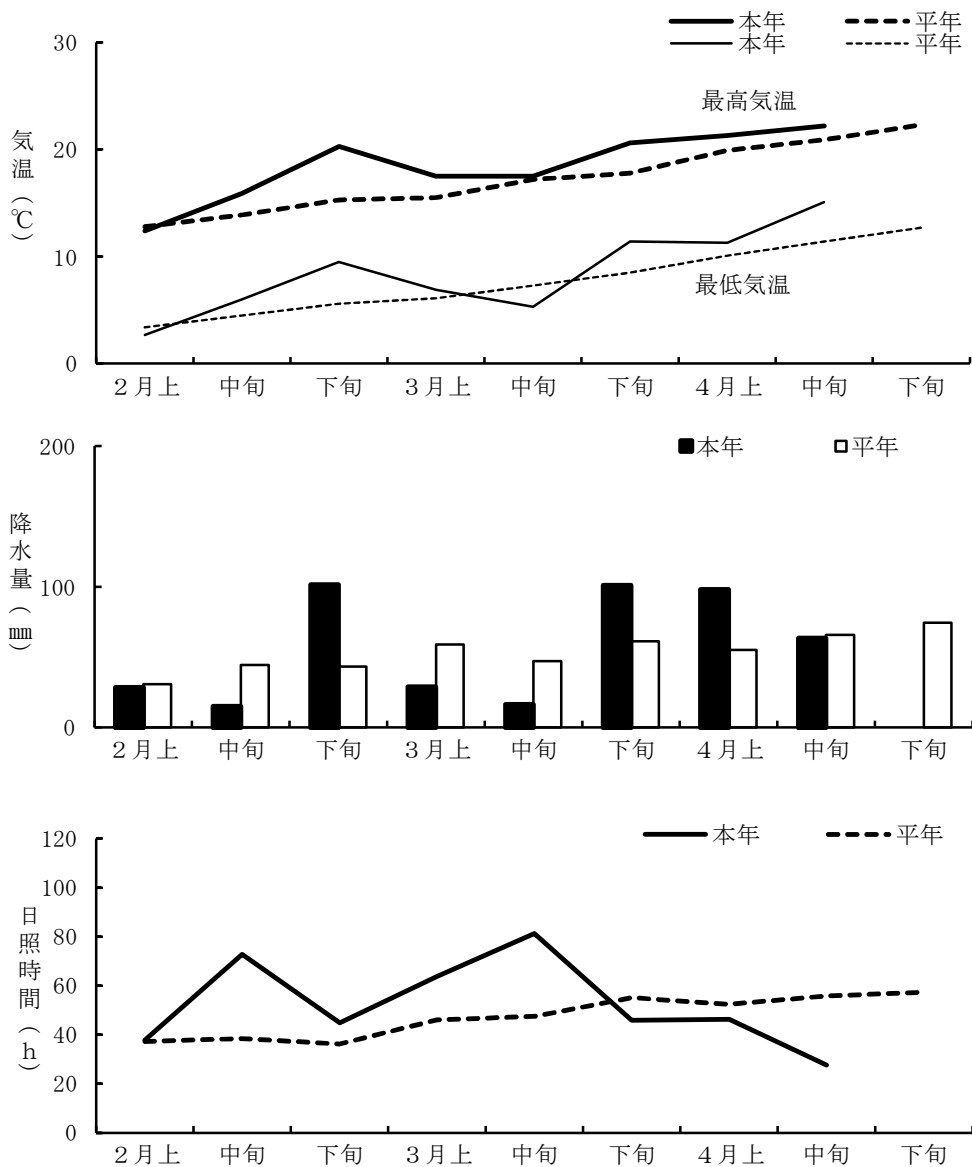 本年 平年
本年 平年
30
20
10
0
気温(℃)
最高気温
最低気温
2月上 中旬 下旬 3月上 中旬 下旬 4月上 中旬 下旬
本年 平年
200
100
0
降水量(㎜)
2月上 中旬 下旬 3月上 中旬 下旬 4月上 中旬 下旬
本年 平年
120
100
80
60
40
20
0
日照時間(h)
2月上 中旬 下旬 3月上 中旬 下旬 4月上 中旬 下旬